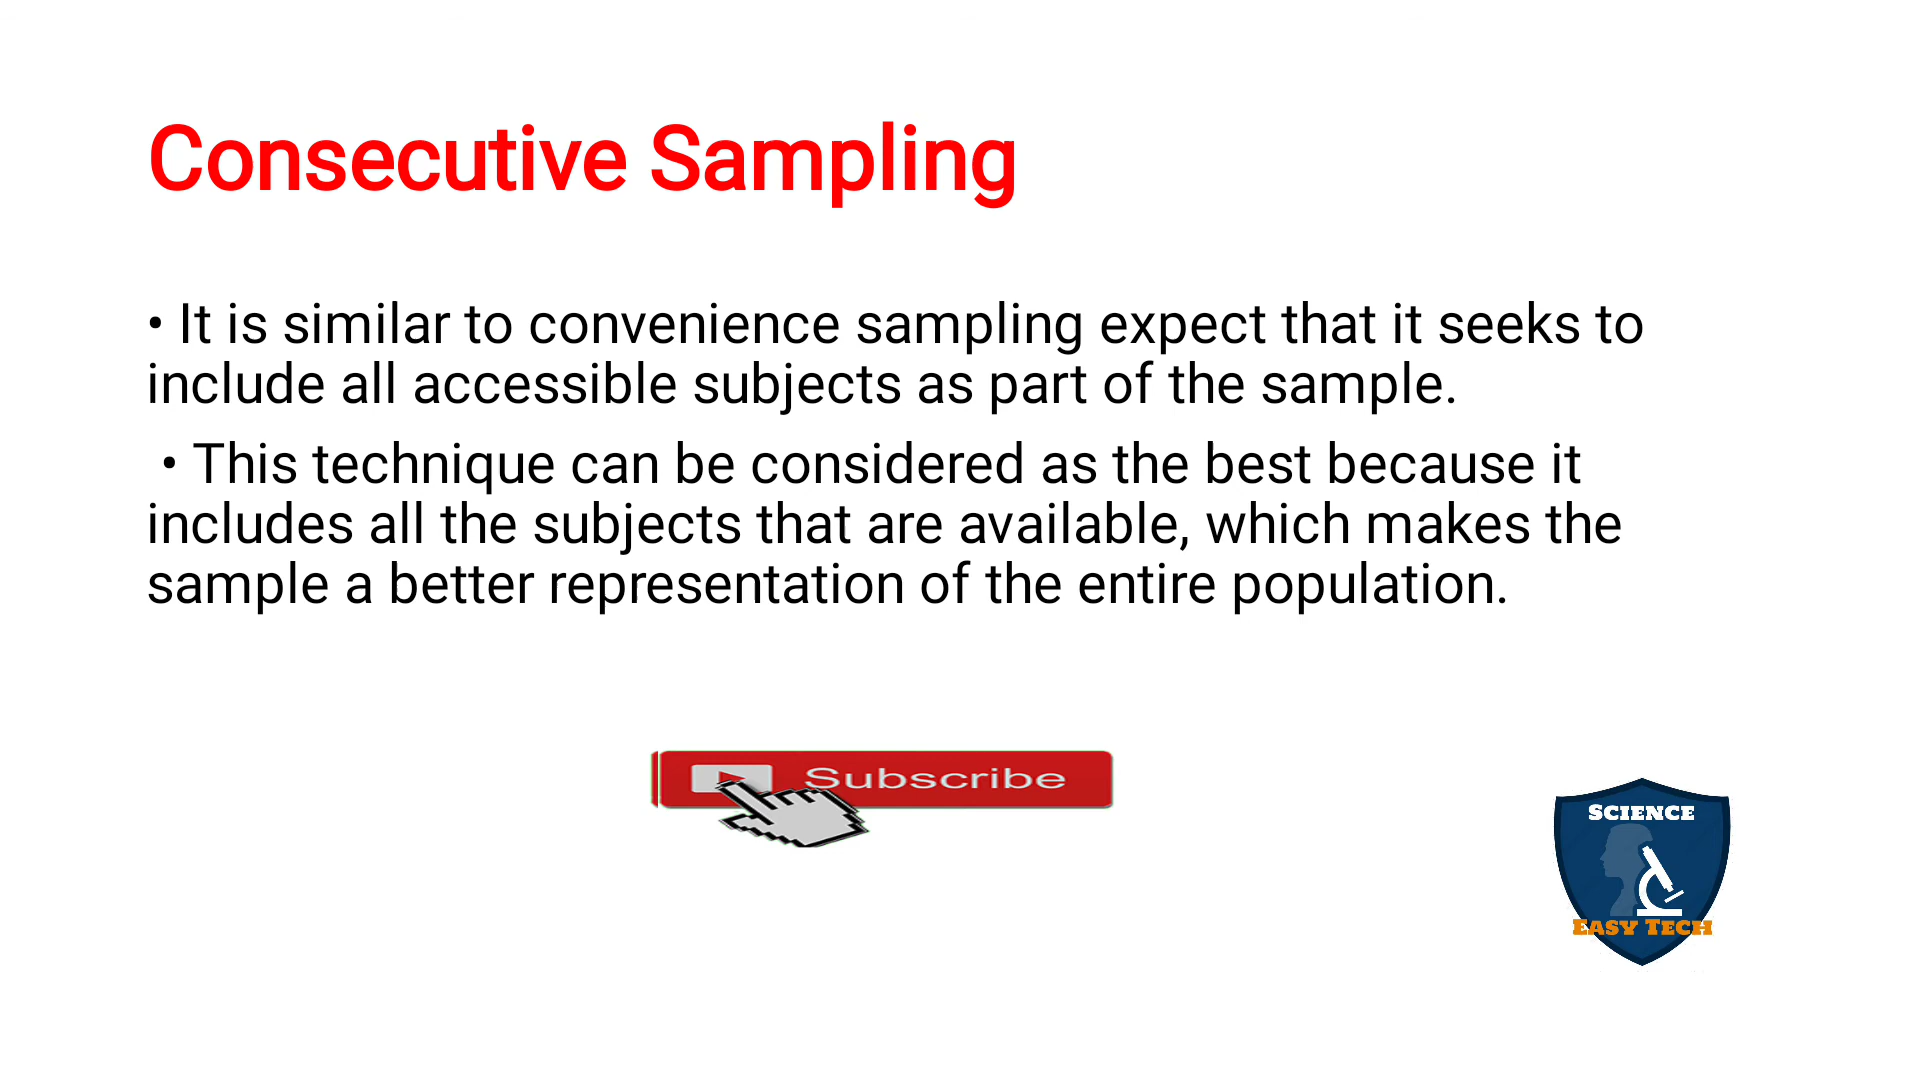 Consecutive Sampling
• It is similar to convenience sampling expect that it seeks to
include all accessible subjects as part of the sample.
• This technique can be considered as the best because it
includes all the subjects that are available, which makes the
sample a better representation of the entire population.
Subscribe
SCIENCE
EASY TECH